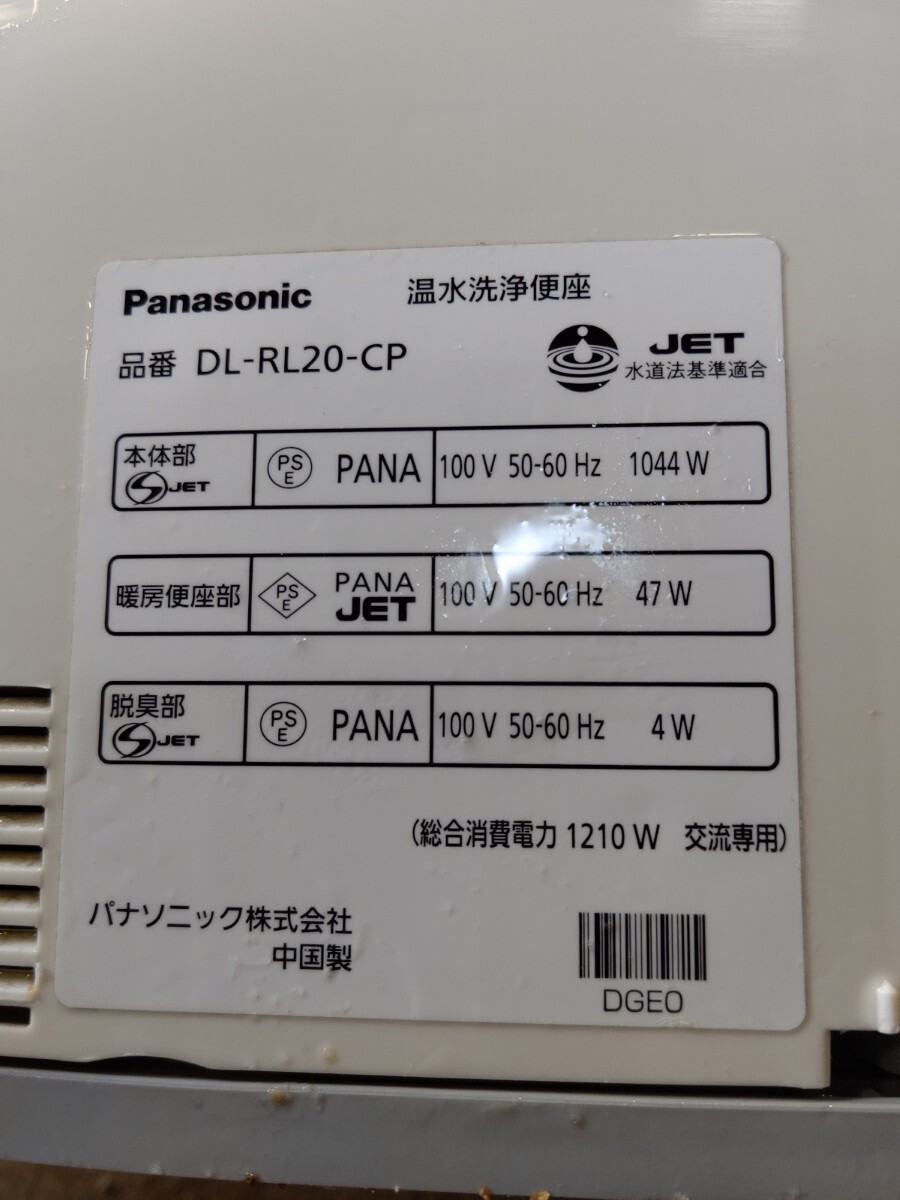 Panasonic 温水洗浄便座
品番 DL-RL20-CP
JET
水道法基準適合
本体部
JET
PS
E
PANA
100 V 50-60 Hz 1044 W
暖房便座部
PS
E
PANA
JET
100 V 50-60 Hz 47 W
脱臭部
JET
PS
E
PANA
100 V 50-60 Hz 4 W
(総合消費電力 1210 W 交流専用)
パナソニック株式会社
中国製
DGE0